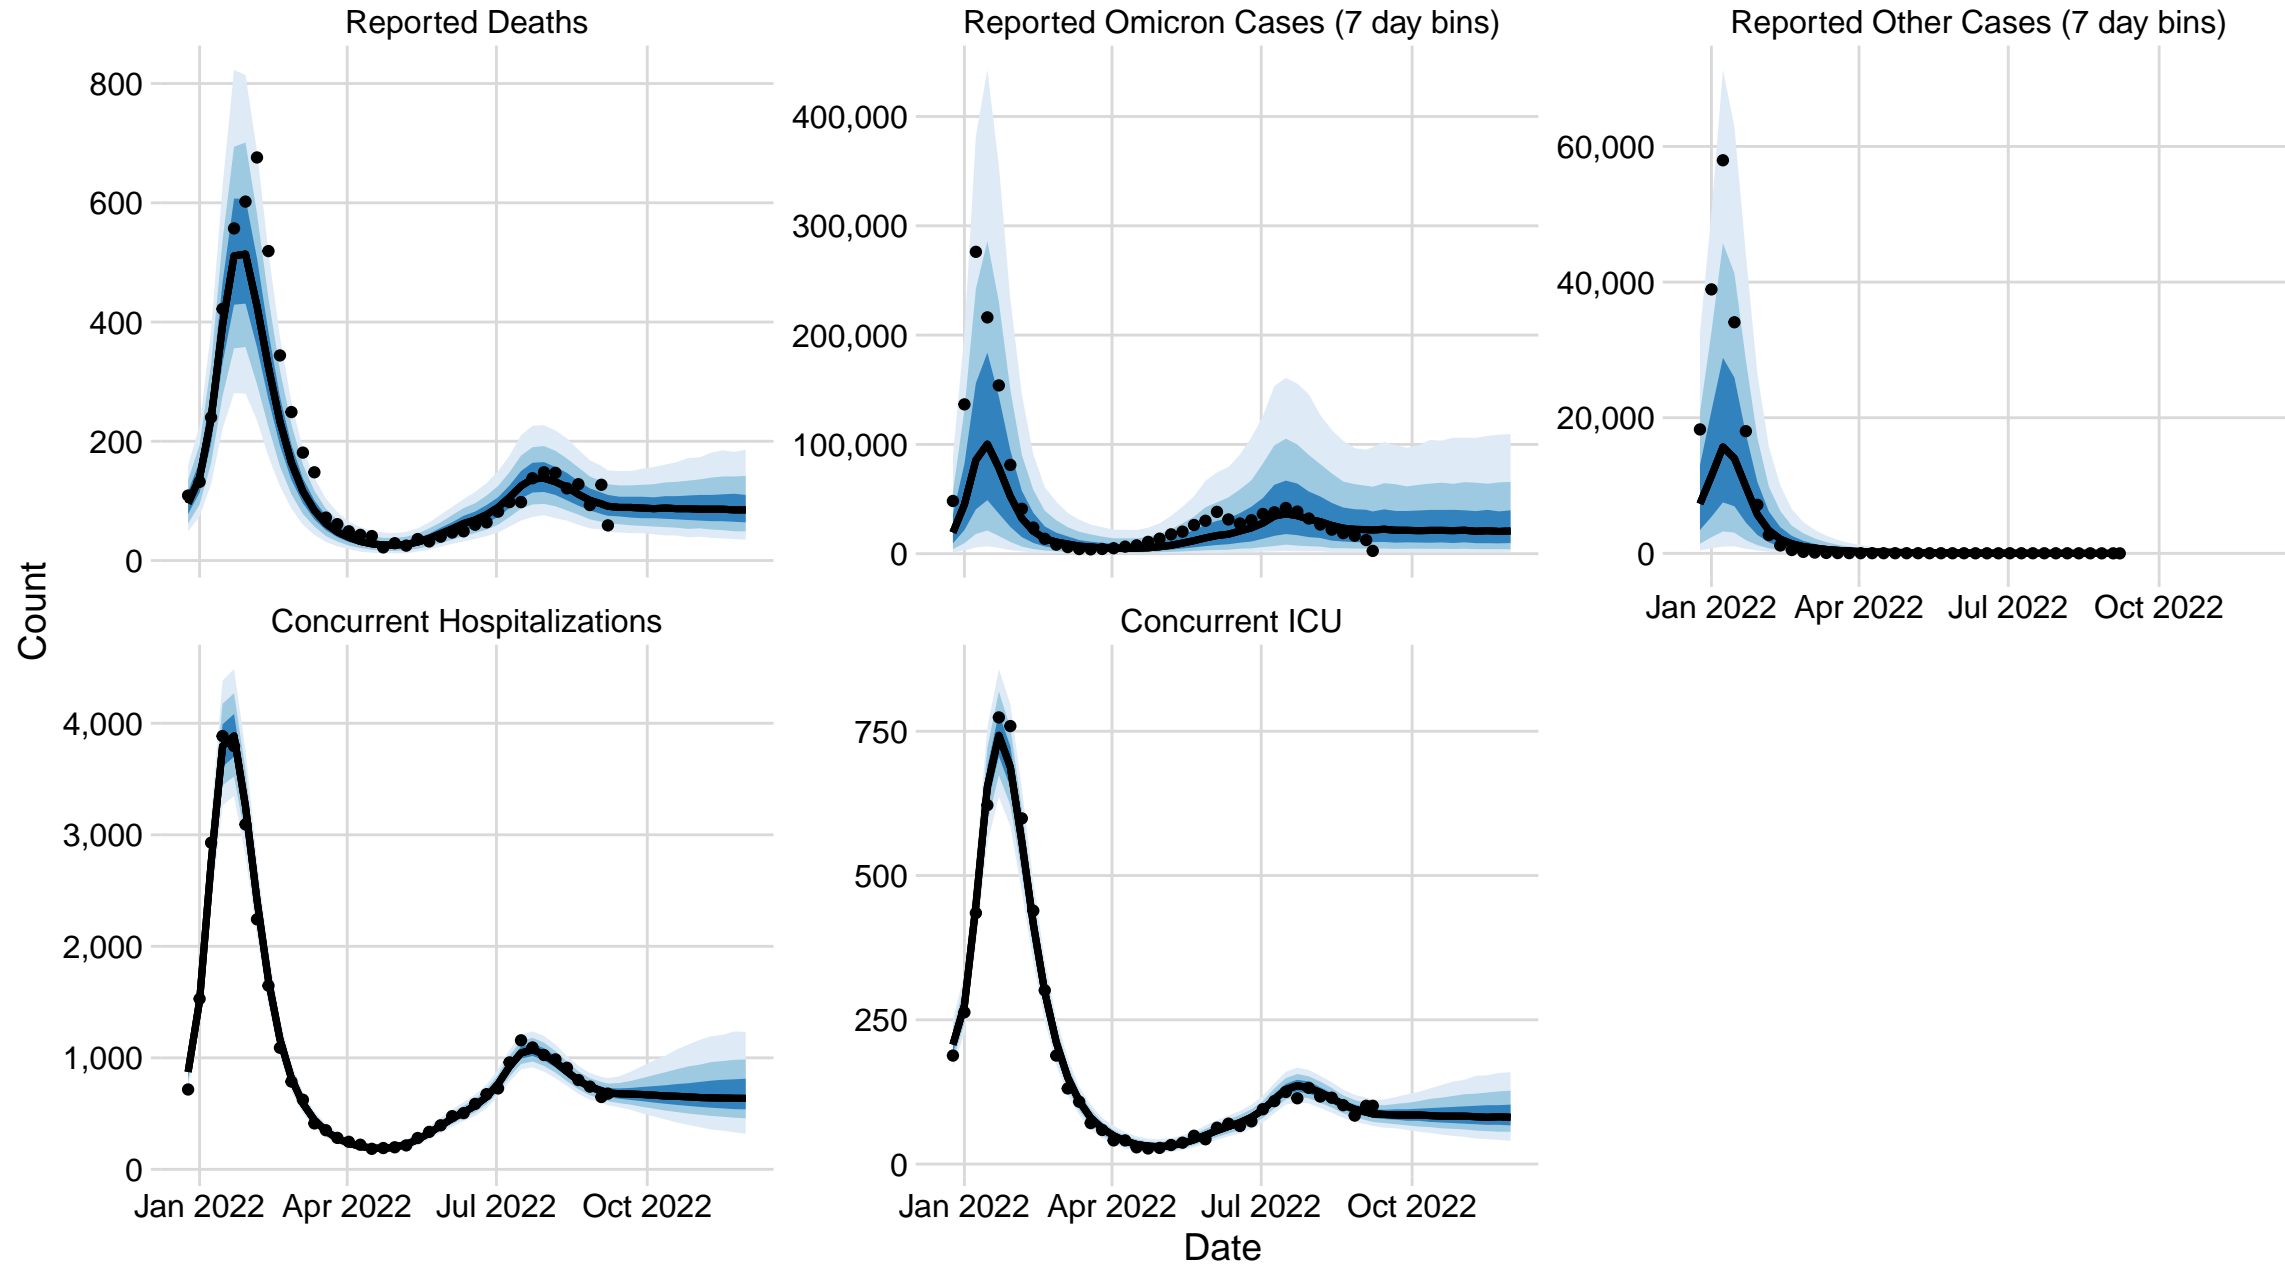 Reported Deaths
Reported Omicron Cases (7 day bins)
Reported Other Cases (7 day bins)
800
600
400
200
0
400,000
300,000
200,000
100,000
0
60,000
40,000
20,000
0
Jan 2022 Apr 2022 Jul 2022 Oct 2022
Count
Concurrent Hospitalizations
Concurrent ICU
4,000
3,000
2,000
1,000
0
750
500
250
0
Jan 2022 Apr 2022 Jul 2022 Oct 2022
Jan 2022 Apr 2022 Jul 2022 Oct 2022
Date